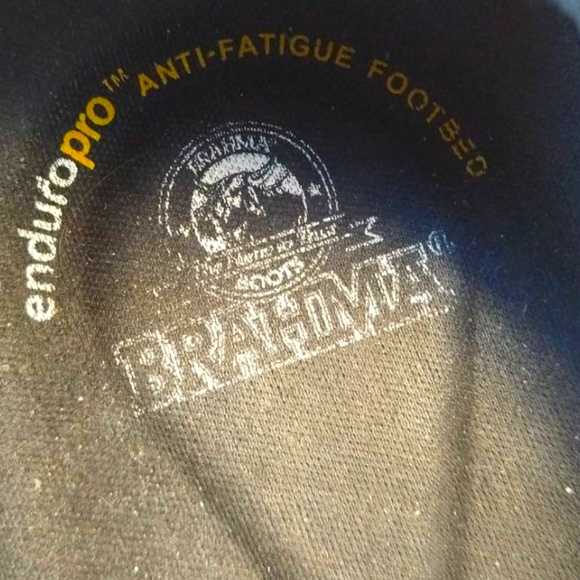 enduropro™ ANTI-FATIGUE FOOTBED
BRAHMA
BOOTS
BRAHMA®